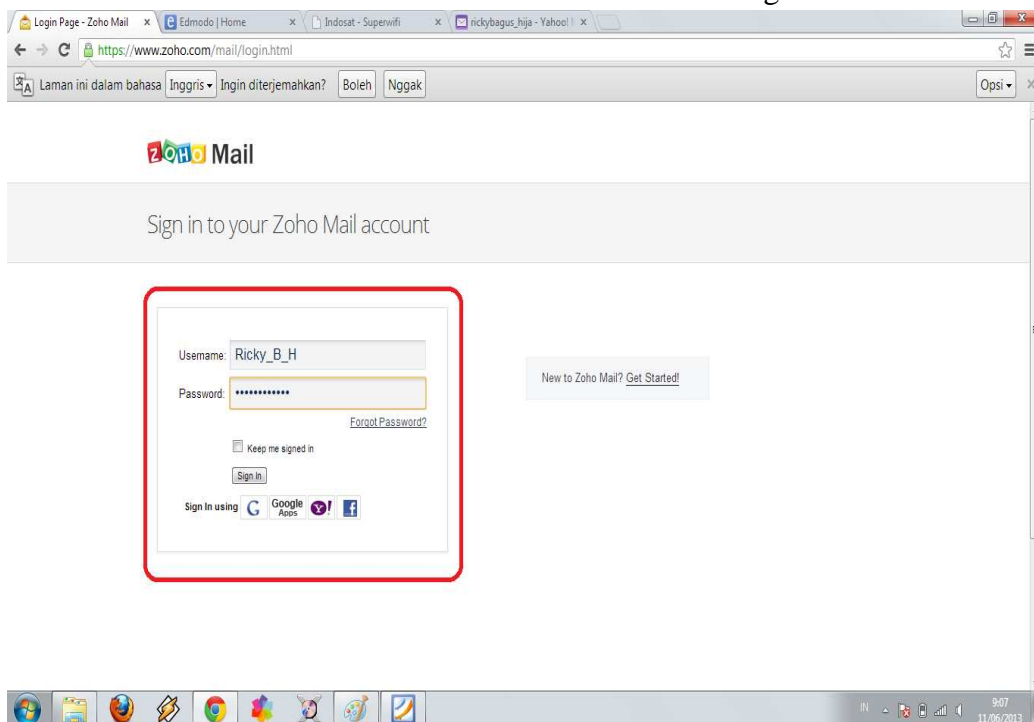 Login Page - Zoho Mail
Edmodo | Home
Indosat - Superwifi
rickybagus_hija - Yahoo!
https://www.zoho.com/mail/login.html
Laman ini dalam bahasa Inggris Ingin diterjemahkan? Boleh Nggak Opsi
ZOHO Mail
Sign in to your Zoho Mail account
Username: Ricky_B_H
New to Zoho Mail? Get Started!
Password: ••••••••••••
Forgot Password?
Keep me signed in
Sign In
Sign In using G Google Apps Y! f
IN 9:07
11/06/2013